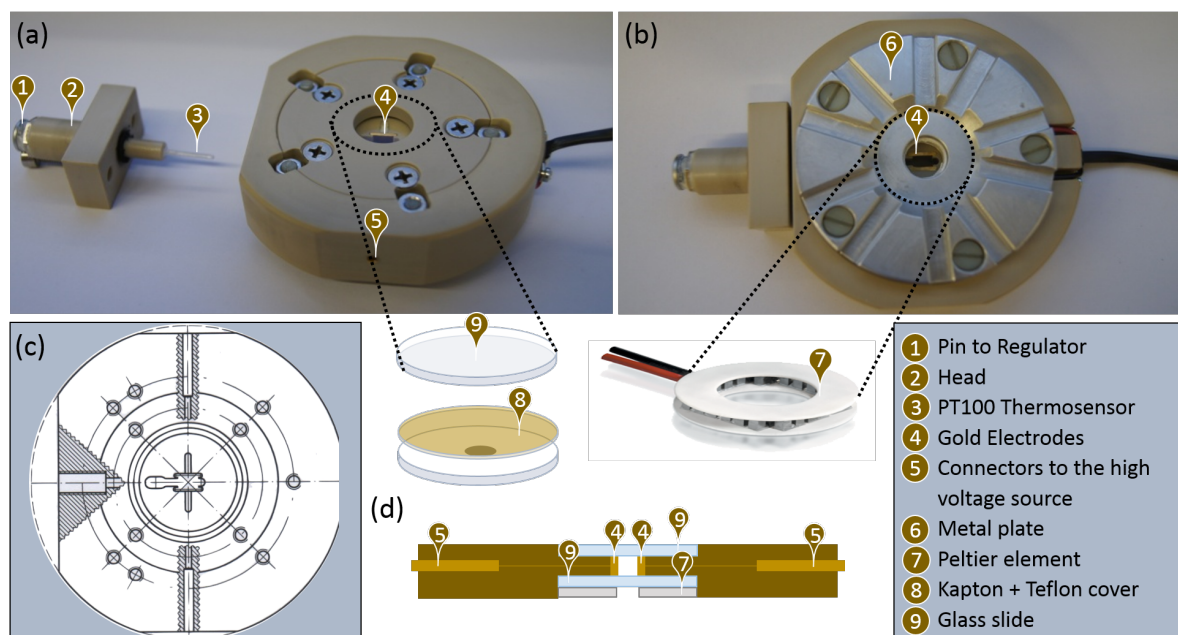 (a)
1
2
3
4
5
(b)
6
4
(c)
9
8
7
(d)
5
9
4
4
9
7
5
1 Pin to Regulator
2 Head
3 PT100 Thermosensor
4 Gold Electrodes
5 Connectors to the high
voltage source
6 Metal plate
7 Peltier element
8 Kapton + Teflon cover
9 Glass slide